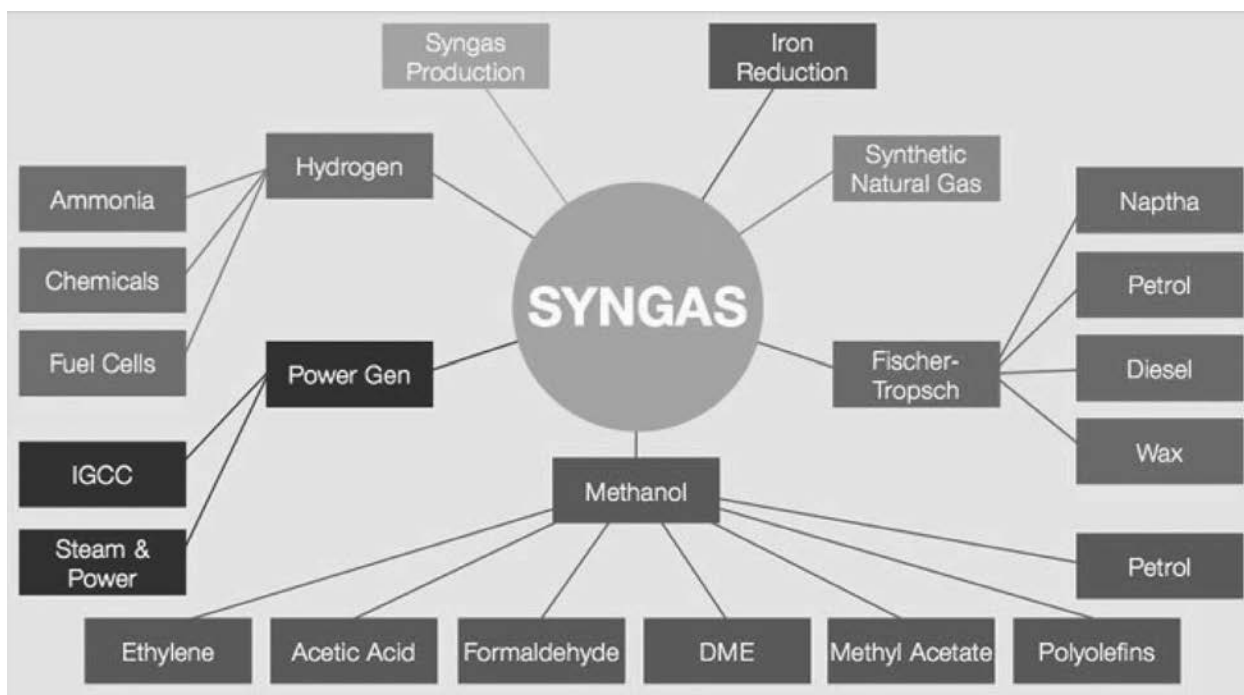 Syngas
Production
Iron
Reduction
Hydrogen
Synthetic
Natural Gas
Ammonia
Naptha
Chemicals
Petrol
SYNGAS
Fuel Cells
Power Gen
Fischer-
Tropsch
Diesel
IGCC
Wax
Methanol
Steam &
Power
Petrol
Ethylene
Acetic Acid
Formaldehyde
DME
Methyl Acetate
Polyolefins